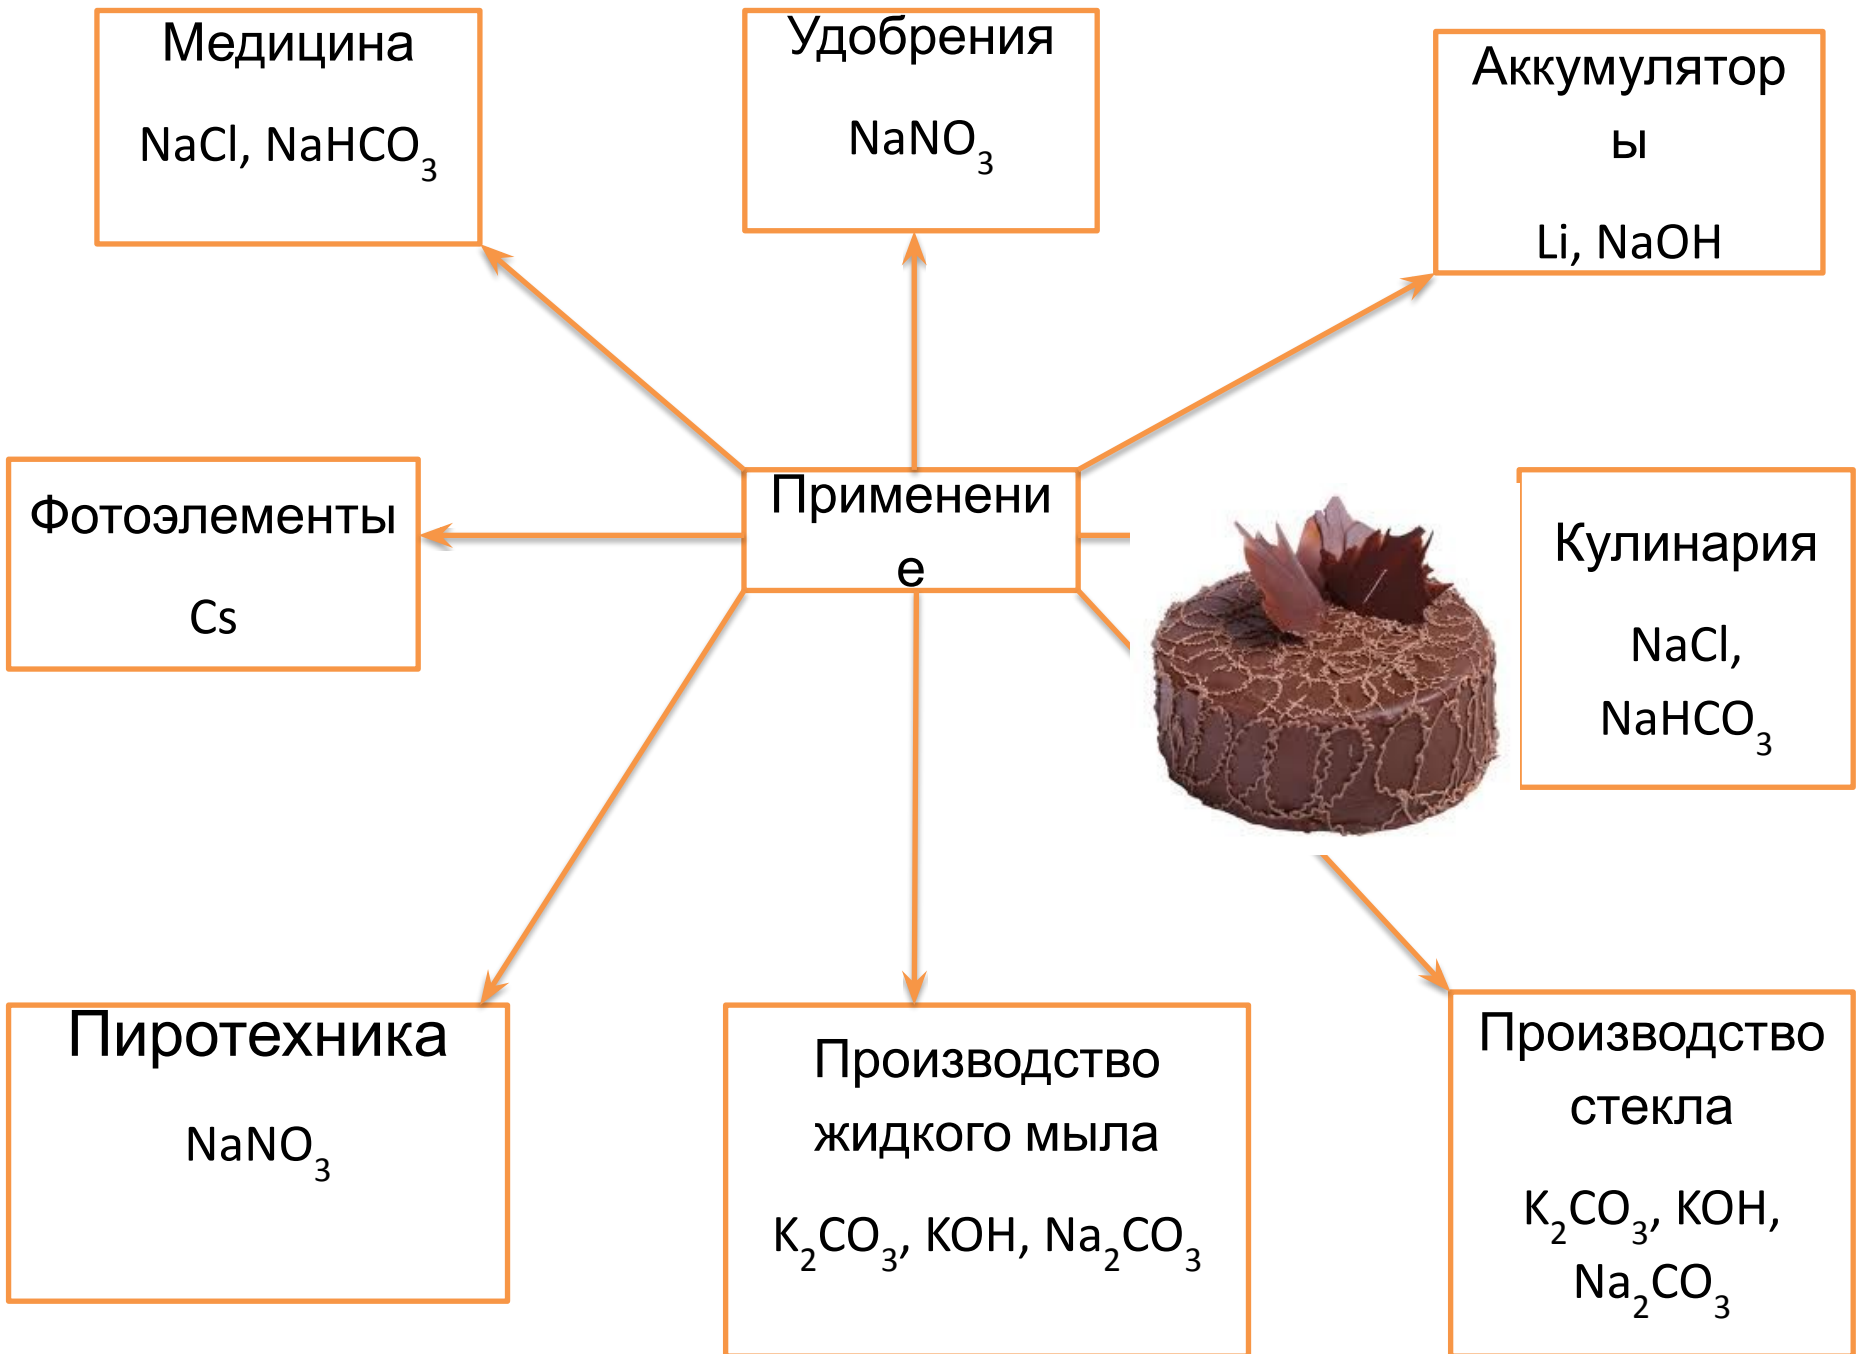 Медицина
NaCl, NaHCO₃
Удобрения
NaNO₃
Аккумулятор
ы
Li, NaOH
Фотоэлементы
Cs
Применени
е
Кулинария
NaCl,
NaHCO₃
Пиротехника
NaNO₃
Производство
жидкого мыла
K₂CO₃, KOH, Na₂CO₃
Производство
стекла
K₂CO₃, KOH,
Na₂CO₃